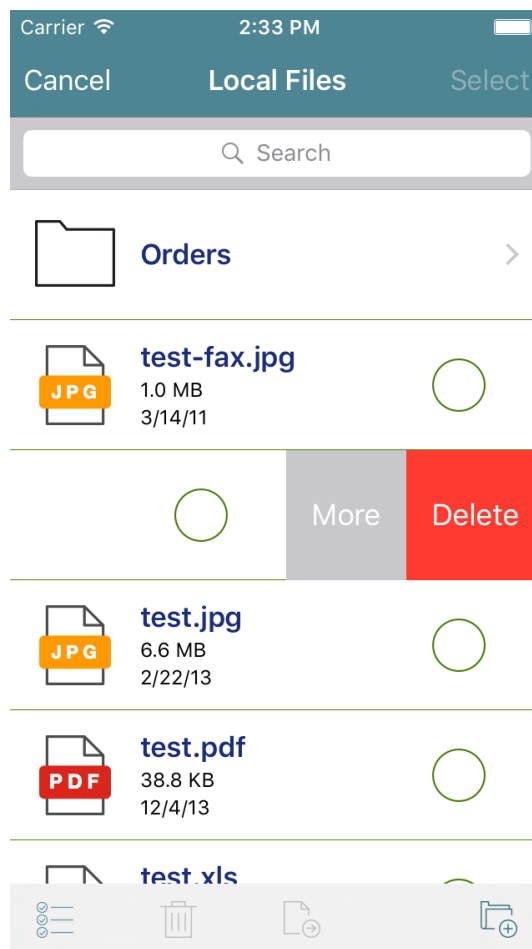 Carrier 2:33 PM
Cancel Local Files Select
Search
Orders
test-fax.jpg
JPG
1.0 MB
3/14/11
More Delete
test.jpg
JPG
6.6 MB
2/22/13
test.pdf
PDF
38.8 KB
12/4/13
test.xls